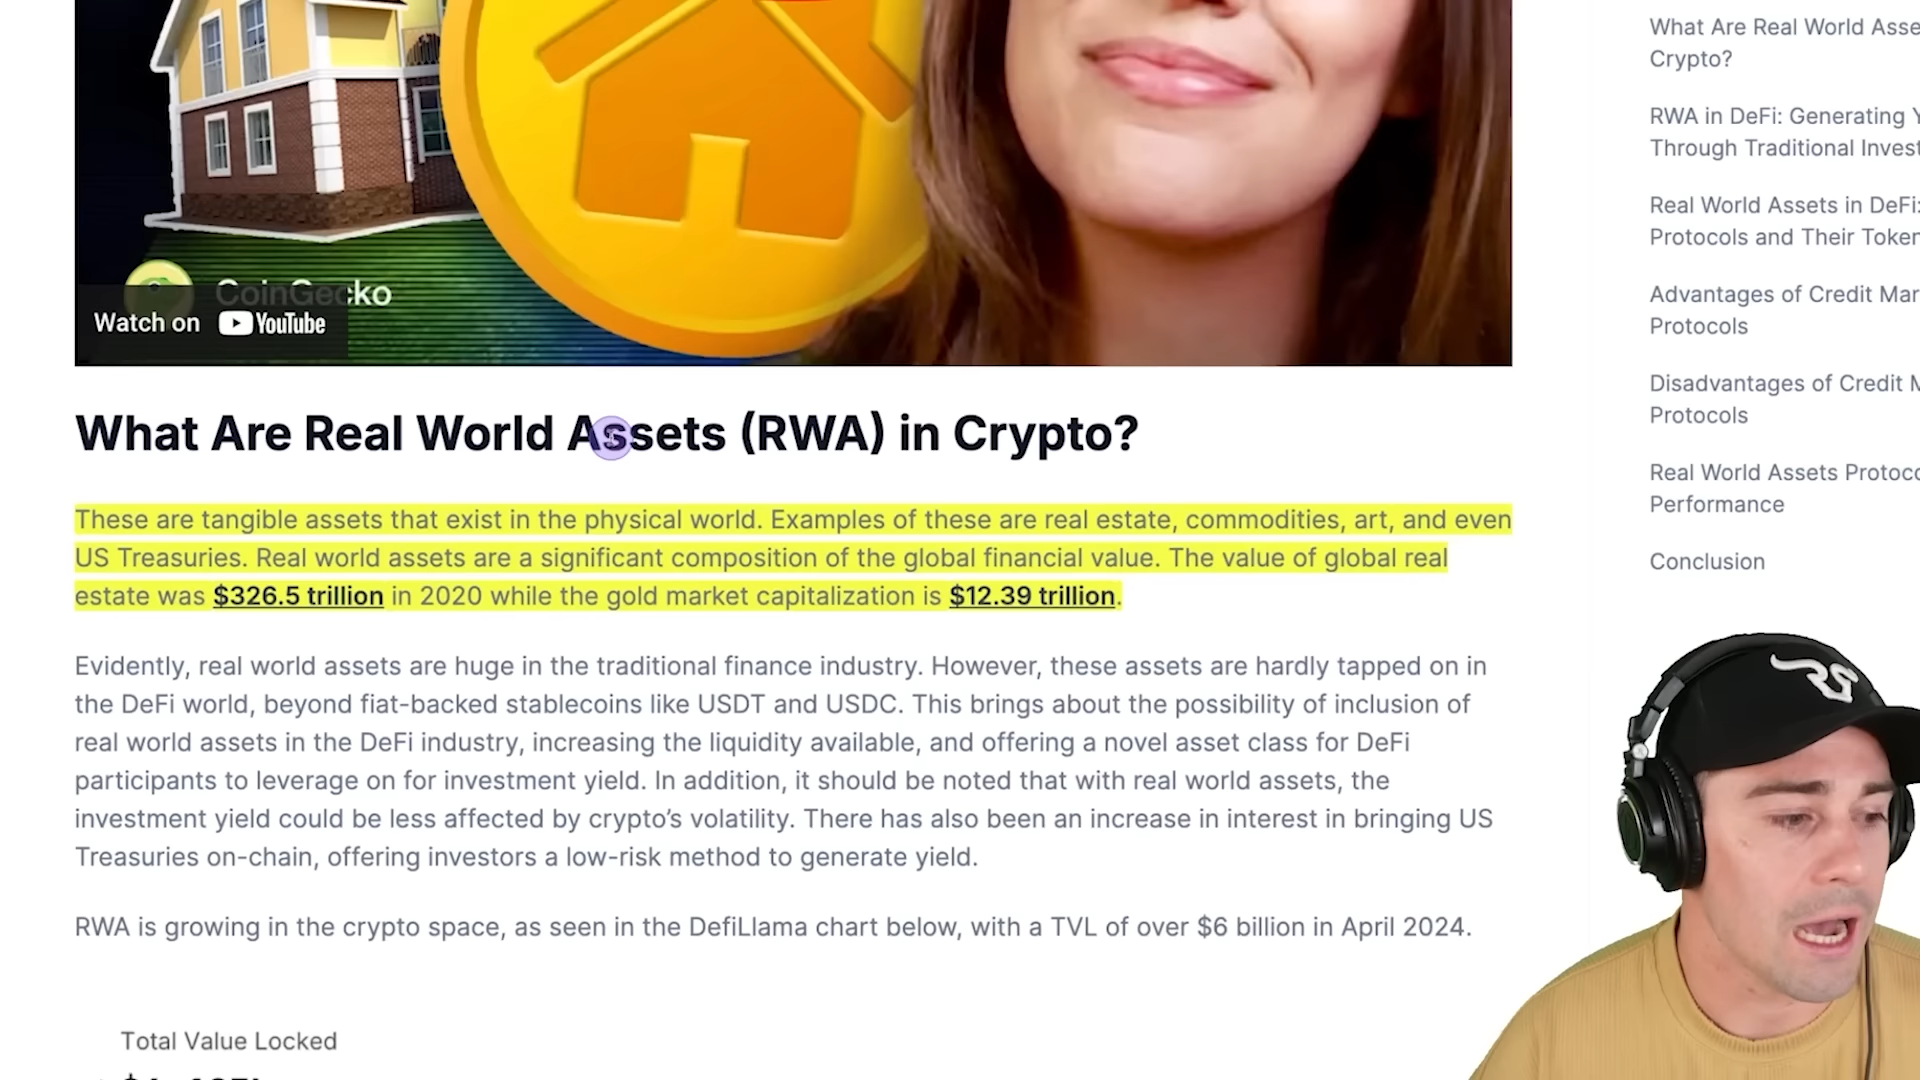 CoinGecko
Watch on YouTube
What Are Real World Assets (RWA) in Crypto?
These are tangible assets that exist in the physical world. Examples of these are real estate, commodities, art, and even
US Treasuries. Real world assets are a significant composition of the global financial value. The value of global real
estate was $326.5 trillion in 2020 while the gold market capitalization is $12.39 trillion.
Evidently, real world assets are huge in the traditional finance industry. However, these assets are hardly tapped on in
the DeFi world, beyond fiat-backed stablecoins like USDT and USDC. This brings about the possibility of inclusion of
real world assets in the DeFi industry, increasing the liquidity available, and offering a novel asset class for DeFi
participants to leverage on for investment yield. In addition, it should be noted that with real world assets, the
investment yield could be less affected by crypto’s volatility. There has also been an increase in interest in bringing US
Treasuries on-chain, offering investors a low-risk method to generate yield.
RWA is growing in the crypto space, as seen in the DefiLlama chart below, with a TVL of over $6 billion in April 2024.
Total Value Locked
What Are Real World Asse
Crypto?
RWA in DeFi: Generating Y
Through Traditional Invest
Real World Assets in DeFi:
Protocols and Their Token
Advantages of Credit Mar
Protocols
Disadvantages of Credit M
Protocols
Real World Assets Protoco
Performance
Conclusion